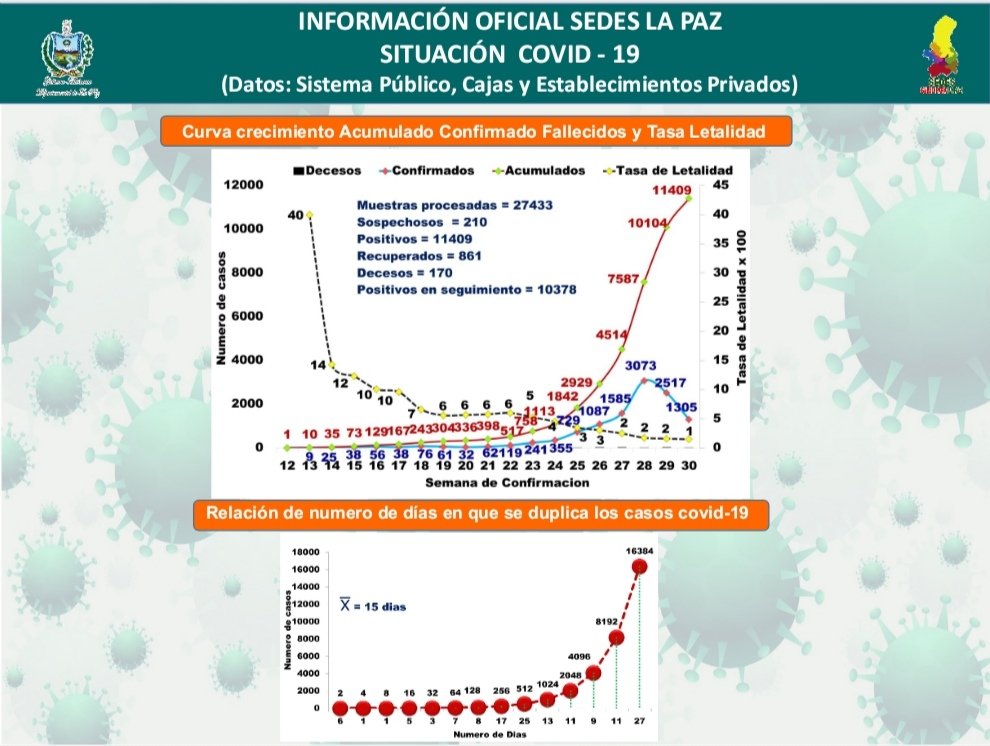 INFORMACIÓN OFICIAL SEDES LA PAZ
SITUACIÓN COVID - 19
(Datos: Sistema Público, Cajas y Establecimientos Privados)
Curva crecimiento Acumulado Confirmado Fallecidos y Tasa Letalidad
Decesos Confirmados Acumulados Tasa de Letalidad
Muestras procesadas = 27433
Sospechosos = 210
Positivos = 11409
Recuperados = 861
Decesos = 170
Positivos en seguimiento = 10378
Numero de casos
12000
10000
8000
6000
4000
2000
0
Tasa de Letalidad x 100
45
40
35
30
25
20
15
10
5
0
40 14 12 10 10 7 6 6 6 6 5 4 3 3 2 2 2 1
1 10 35 73 129 167 243 304 336 398 517 758 1113 1842 2929 4514 7587 10104 11409
9 25 38 56 38 76 61 32 62 119 241 355 729 1087 1585 3073 2517 1305
12 13 14 15 16 17 18 19 20 21 22 23 24 25 26 27 28 29 30
Semana de Confirmacion
Relación de numero de días en que se duplica los casos covid-19
Numero de casos
18000
16000
14000
12000
10000
8000
6000
4000
2000
0
X = 15 dias
2 4 8 16 32 64 128 256 512 1024 2048 4096 8192 16384
6 1 1 5 3 7 8 17 25 13 11 9 11 27
Numero de Dias